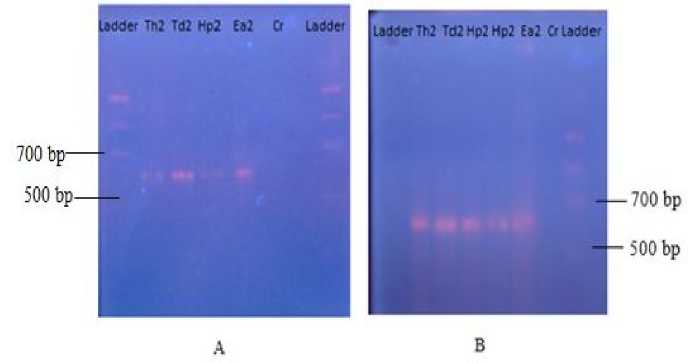 Ladder Th2 Td2 Hp2 Ea2 Cr Ladder
700 bp
500 bp
A
Ladder Th2 Td2 Hp2 Hp2 Ea2 Cr Ladder
700 bp
500 bp
B